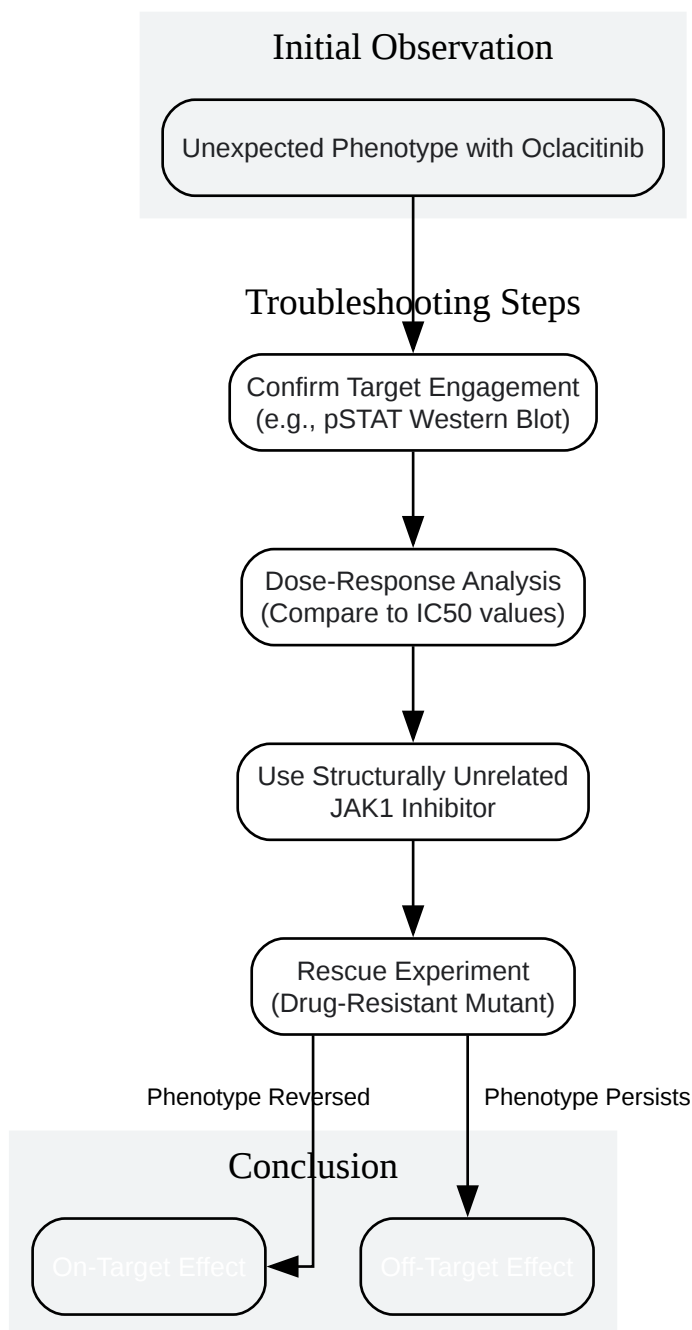 Initial Observation
Unexpected Phenotype with Oclacitinib
Troubleshooting Steps
Confirm Target Engagement
(e.g., pSTAT Western Blot)
Dose-Response Analysis
(Compare to IC50 values)
Use Structurally Unrelated
JAK1 Inhibitor
Rescue Experiment
(Drug-Resistant Mutant)
Phenotype Reversed
Phenotype Persists
Conclusion
On-Target Effect
Off-Target Effect